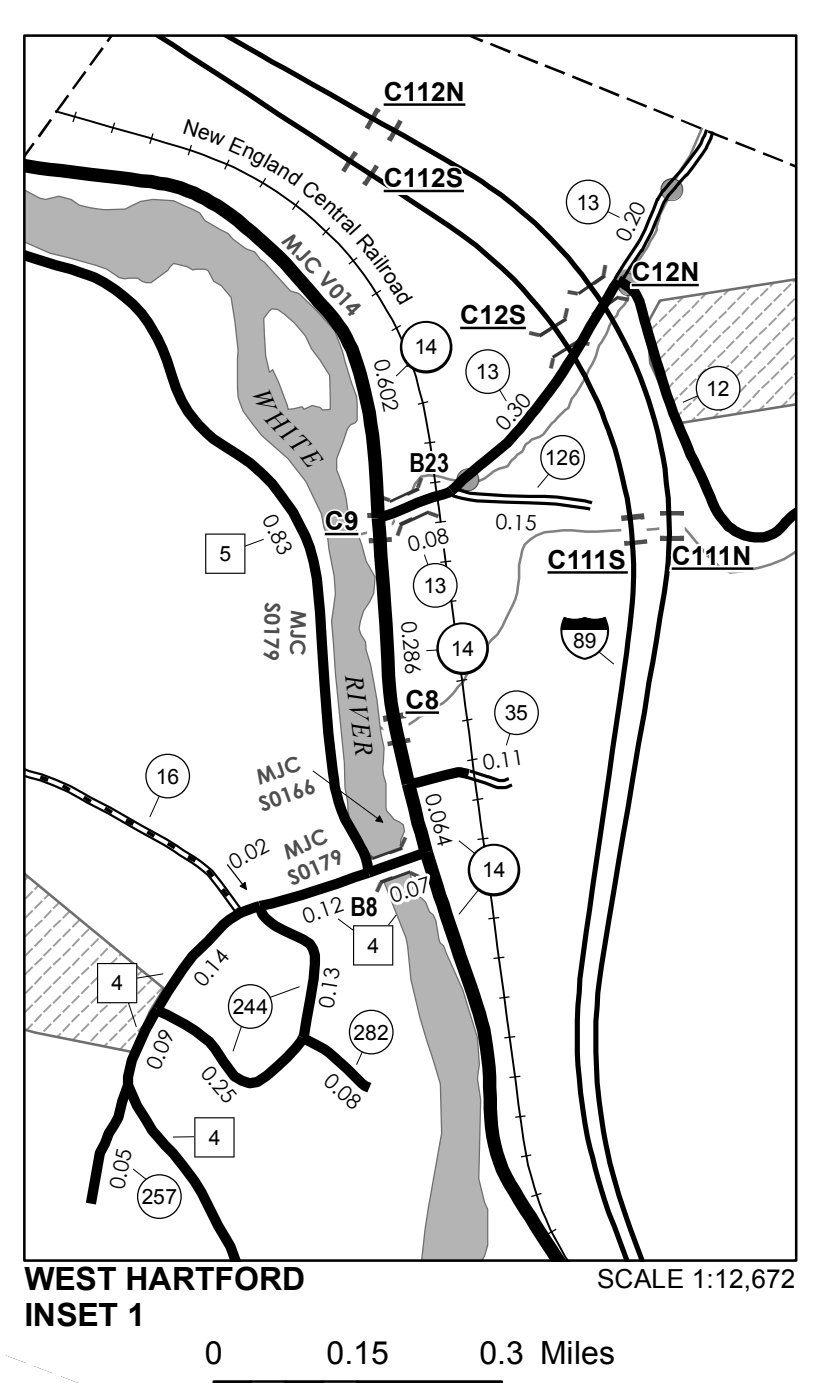 C112N
New England Central Railroad
C112S
13
0.20
MJC V014
C12N
C12S
14
13
0.602
12
0.30
WHITE
B23
126
C9
0.15
0.83
5
0.08
C111S
C111N
13
MJC
S0179
0.286
14
89
RIVER
C8
35
0.11
16
MJC
S0166
0.064
0.02
MJC
S0179
14
0.07
0.12
B8
4
0.14
4
0.13
244
282
0.09
0.25
0.08
4
0.05
257
WEST HARTFORD
INSET 1
SCALE 1:12,672
0 0.15 0.3 Miles